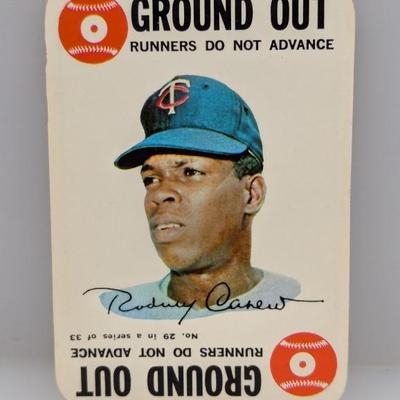 GROUND OUT
RUNNERS DO NOT ADVANCE
TC
Rodney Carew
No. 29 in a series of 33
RUNNERS DO NOT ADVANCE
GROUND OUT